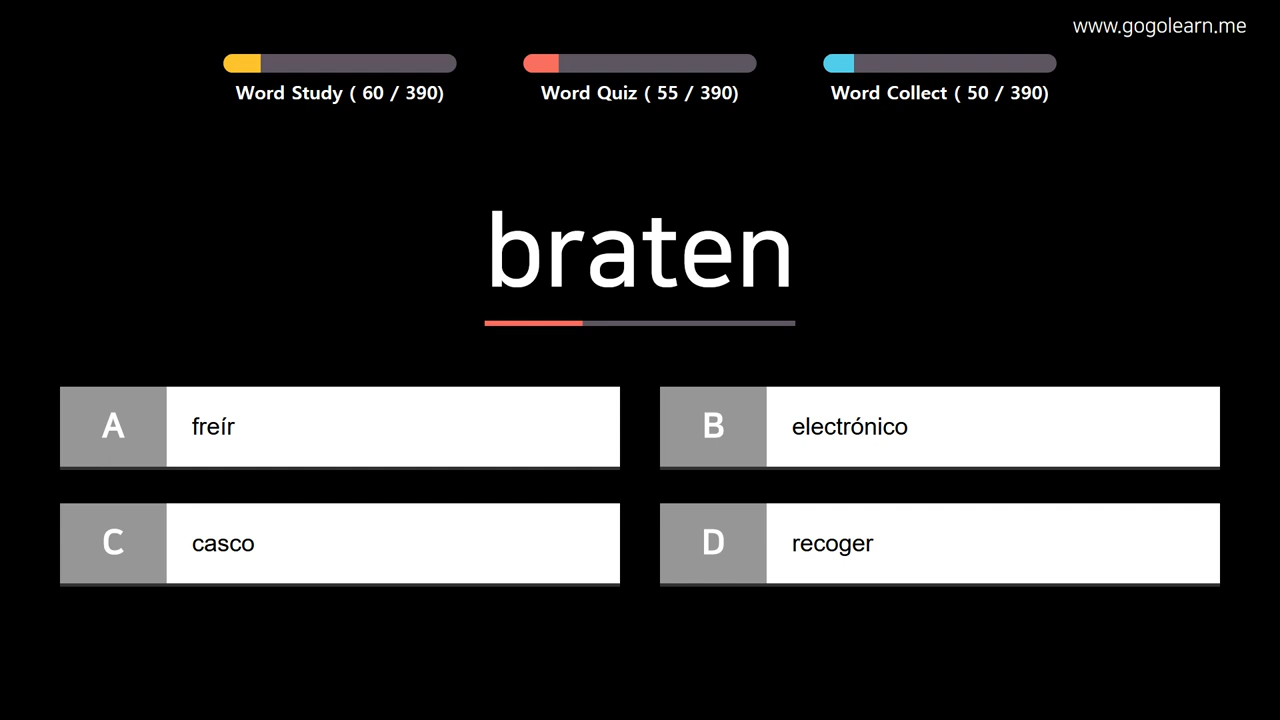 www.gogolearn.me
Word Study ( 60 / 390)
Word Quiz ( 55 / 390)
Word Collect ( 50 / 390)
braten
A freír
B electrónico
C casco
D recoger